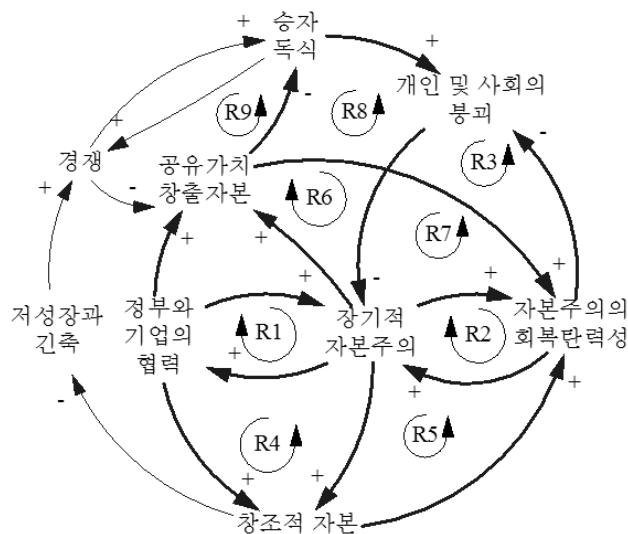 +
승자
독식
+
개인 및 사회의
붕괴
-
R9
R8
+
경쟁
+
-
공유가치
창출자본
R3
-
R6
R7
+
+
+
+
저성장과
긴축
정부와
기업의
협력
+
R1
-
장기적
자본주의
+
R2
자본주의의
회복탄력성
+
+
+
-
R4
R5
+
+
창조적 자본